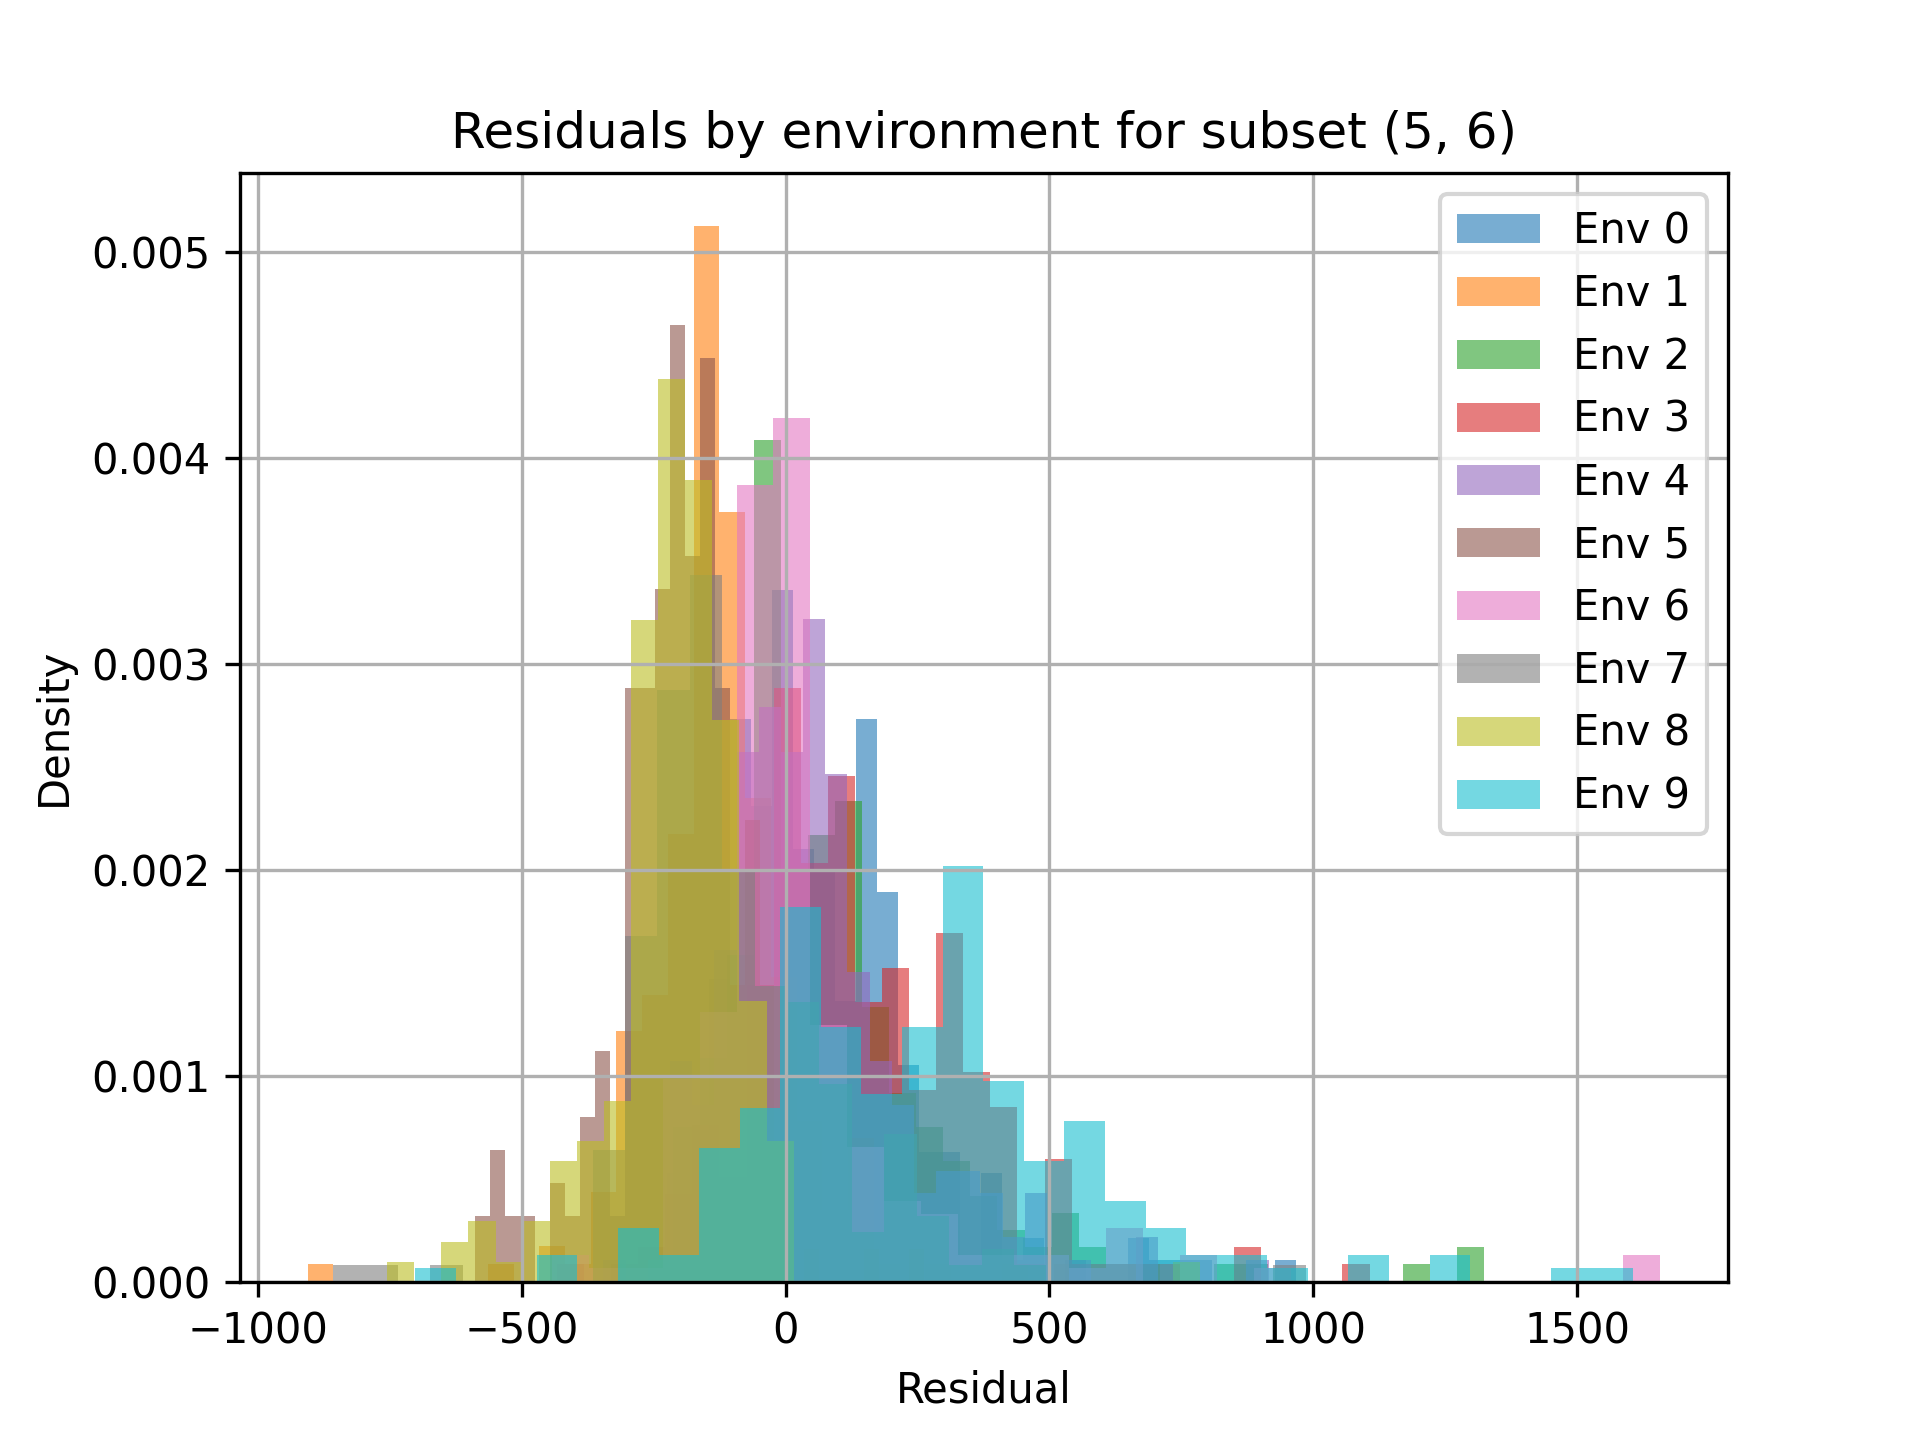 Residuals by environment for subset (5, 6)
Env 0
Env 1
Env 2
Env 3
Env 4
Env 5
Env 6
Env 7
Env 8
Env 9
Density
0.005
0.004
0.003
0.002
0.001
0.000
−1000 −500 0 500 1000 1500
Residual